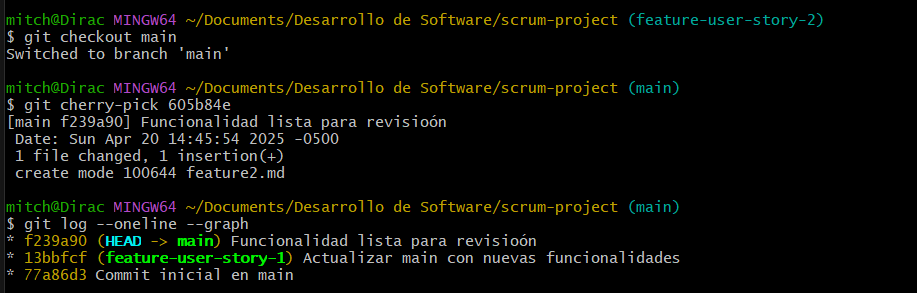 mitch@Dirac MINGW64 ~/Documents/Desarrollo de Software/scrum-project (feature-user-story-2)
$ git checkout main
Switched to branch 'main'
mitch@Dirac MINGW64 ~/Documents/Desarrollo de Software/scrum-project (main)
$ git cherry-pick 605b84e
[main f239a90] Funcionalidad lista para revisioón
 Date: Sun Apr 20 14:45:54 2025 -0500
 1 file changed, 1 insertion(+)
 create mode 100644 feature2.md
mitch@Dirac MINGW64 ~/Documents/Desarrollo de Software/scrum-project (main)
$ git log --oneline --graph
* f239a90 (HEAD -> main) Funcionalidad lista para revisioón
* 13bbfcf (feature-user-story-1) Actualizar main con nuevas funcionalidades
* 77a86d3 Commit inicial en main